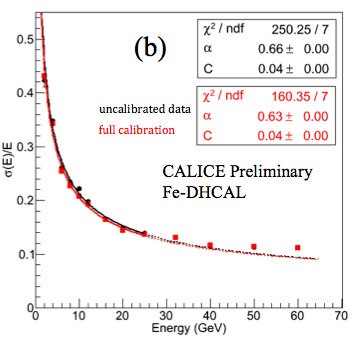 (b)
χ² / ndf 250.25 / 7
α 0.66 ± 0.00
C 0.04 ± 0.00
uncalibrated data
full calibration
χ² / ndf 160.35 / 7
α 0.63 ± 0.00
C 0.04 ± 0.00
CALICE Preliminary
Fe-DHCAL
σ(E)/E
0.5
0.4
0.3
0.2
0.1
0
0 10 20 30 40 50 60 70
Energy (GeV)